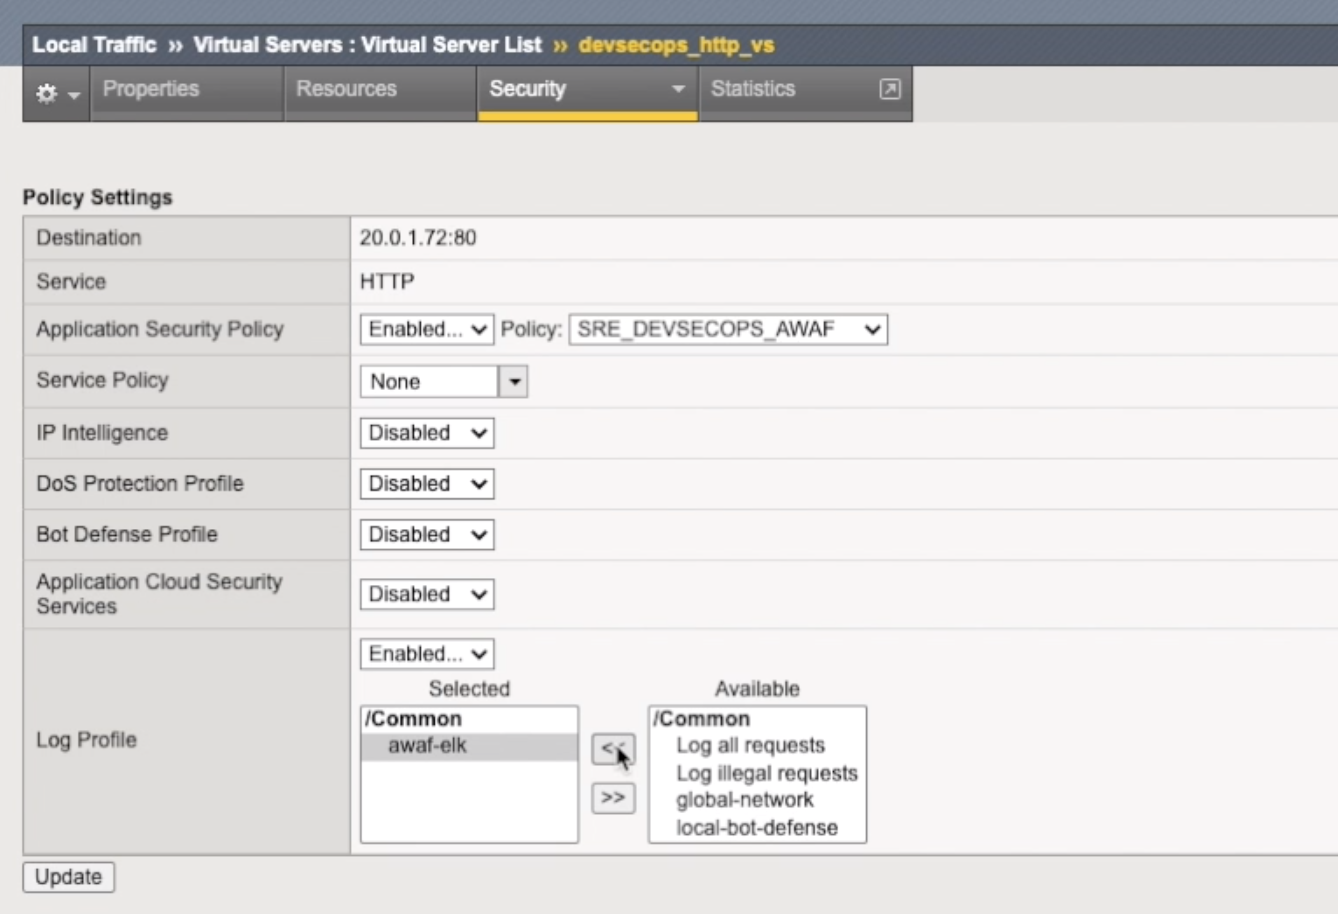 Local Traffic » Virtual Servers : Virtual Server List » devsecops_http_vs
Properties Resources Security Statistics
Policy Settings
Destination 20.0.1.72:80
Service HTTP
Application Security Policy Enabled... Policy: SRE_DEVSECOPS_AWAF
Service Policy None
IP Intelligence Disabled
DoS Protection Profile Disabled
Bot Defense Profile Disabled
Application Cloud Security
Services
Disabled
Log Profile
Enabled...
Selected Available
/Common
awaf-elk
<<
>>
/Common
Log all requests
Log illegal requests
global-network
local-bot-defense
Update